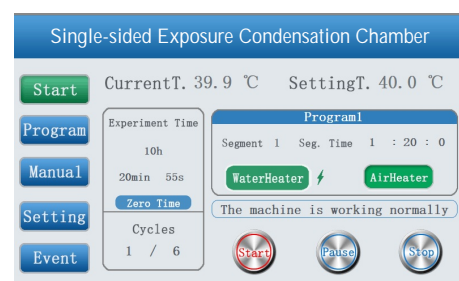 Single-sided Exposure Condensation Chamber
Start
CurrentT. 39.9 ℃ SettingT. 40.0 ℃
Program
Manual
Setting
Event
Experiment Time
10h
20min 55s
Zero Time
Cycles
1 / 6
Program1
Segment 1 Seg. Time 1 : 20 : 0
WaterHeater AirHeater
The machine is working normally
Start Pause Stop